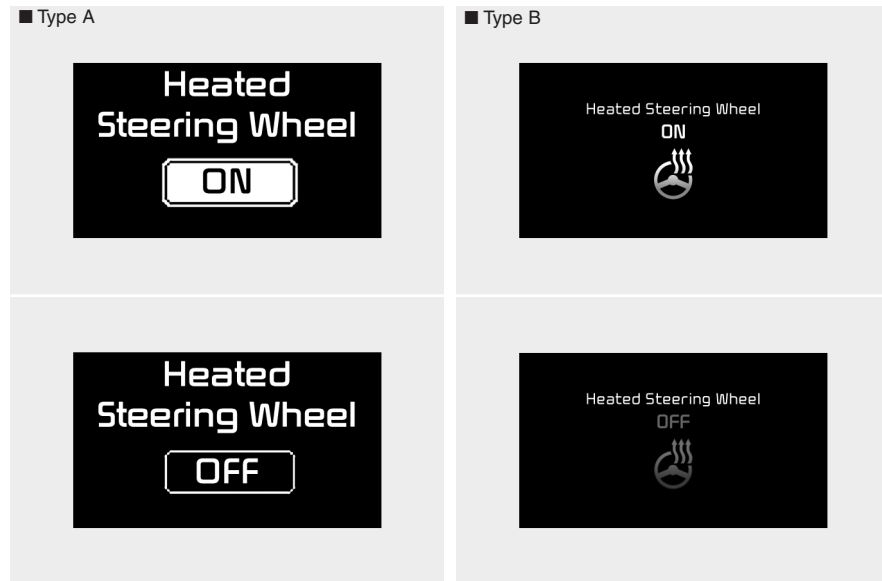 ■ Type A
Heated
Steering Wheel
ON
Heated
Steering Wheel
OFF
■ Type B
Heated Steering Wheel
ON
Heated Steering Wheel
OFF